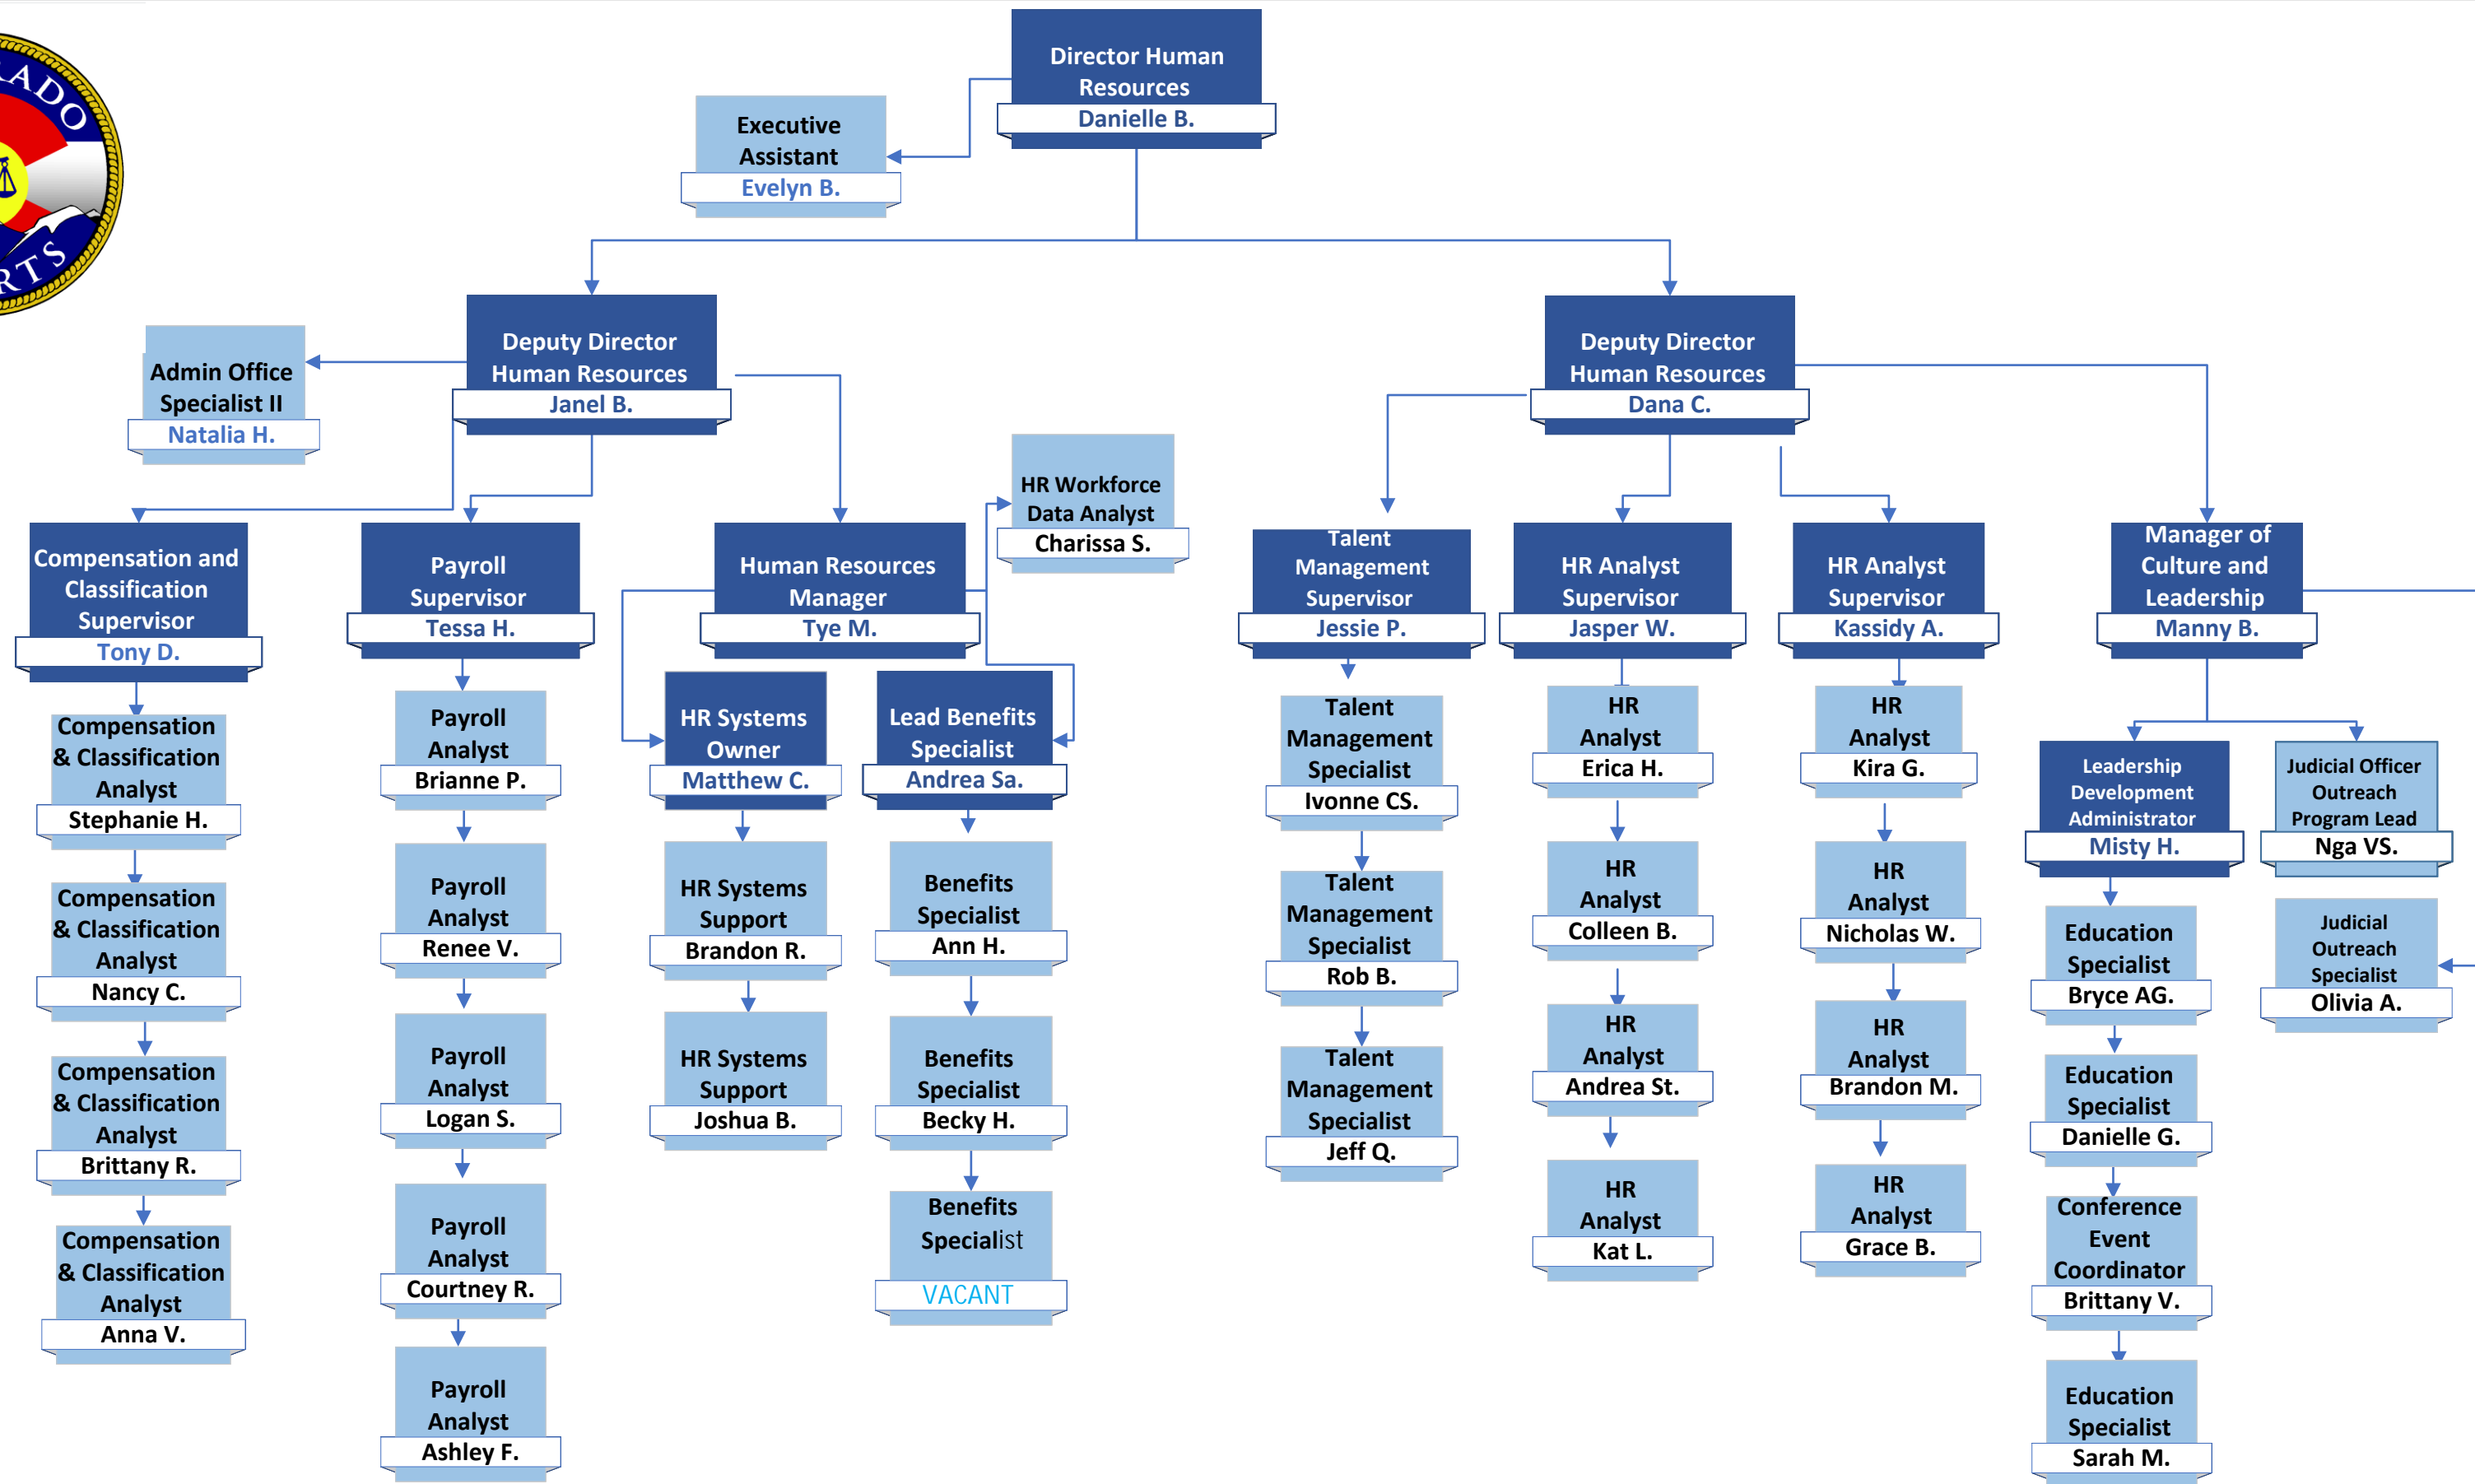 RADO
RTS
Director Human
Resources
Danielle B.
Executive
Assistant
Evelyn B.
Deputy Director
Human Resources
Janel B.
Admin Office
Specialist II
Natalia H.
Deputy Director
Human Resources
Dana C.
HR Workforce
Data Analyst
Charissa S.
Compensation and
Classification
Supervisor
Tony D.
Payroll
Supervisor
Tessa H.
Human Resources
Manager
Tye M.
Talent
Management
Supervisor
Jessie P.
HR Analyst
Supervisor
Jasper W.
HR Analyst
Supervisor
Kassidy A.
Manager of
Culture and
Leadership
Manny B.
Compensation
& Classification
Analyst
Stephanie H.
Compensation
& Classification
Analyst
Nancy C.
Compensation
& Classification
Analyst
Brittany R.
Compensation
& Classification
Analyst
Anna V.
Payroll
Analyst
Brianne P.
Payroll
Analyst
Renee V.
Payroll
Analyst
Logan S.
Payroll
Analyst
Courtney R.
Payroll
Analyst
Ashley F.
HR Systems
Owner
Matthew C.
HR Systems
Support
Brandon R.
HR Systems
Support
Joshua B.
Lead Benefits
Specialist
Andrea Sa.
Benefits
Specialist
Ann H.
Benefits
Specialist
Becky H.
Benefits
Specialist
VACANT
Talent
Management
Specialist
Ivonne CS.
Talent
Management
Specialist
Rob B.
Talent
Management
Specialist
Jeff Q.
HR
Analyst
Erica H.
HR
Analyst
Colleen B.
HR
Analyst
Andrea St.
HR
Analyst
Kat L.
HR
Analyst
Kira G.
HR
Analyst
Nicholas W.
HR
Analyst
Brandon M.
HR
Analyst
Grace B.
Leadership
Development
Administrator
Misty H.
Education
Specialist
Bryce AG.
Education
Specialist
Danielle G.
Conference
Event
Coordinator
Brittany V.
Education
Specialist
Sarah M.
Judicial Officer
Outreach
Program Lead
Nga VS.
Judicial
Outreach
Specialist
Olivia A.